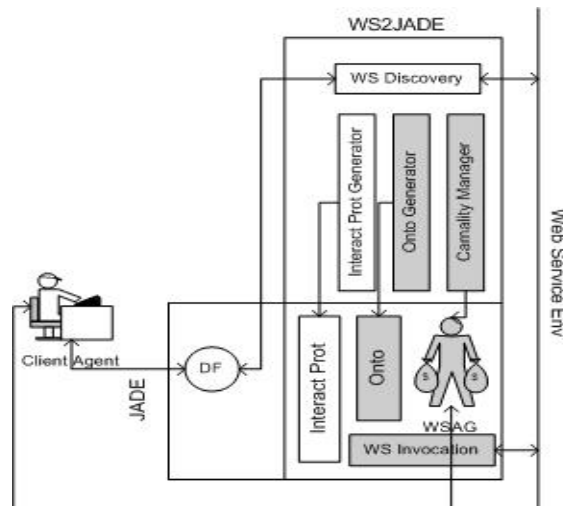 WS2JADE
WS Discovery
Interact Prot Generator
Onto Generator
Carnality Manager
Web Service Env
Client Agent
JADE
DF
Interact Prot
Onto
$
$
WSAG
WS Invocation